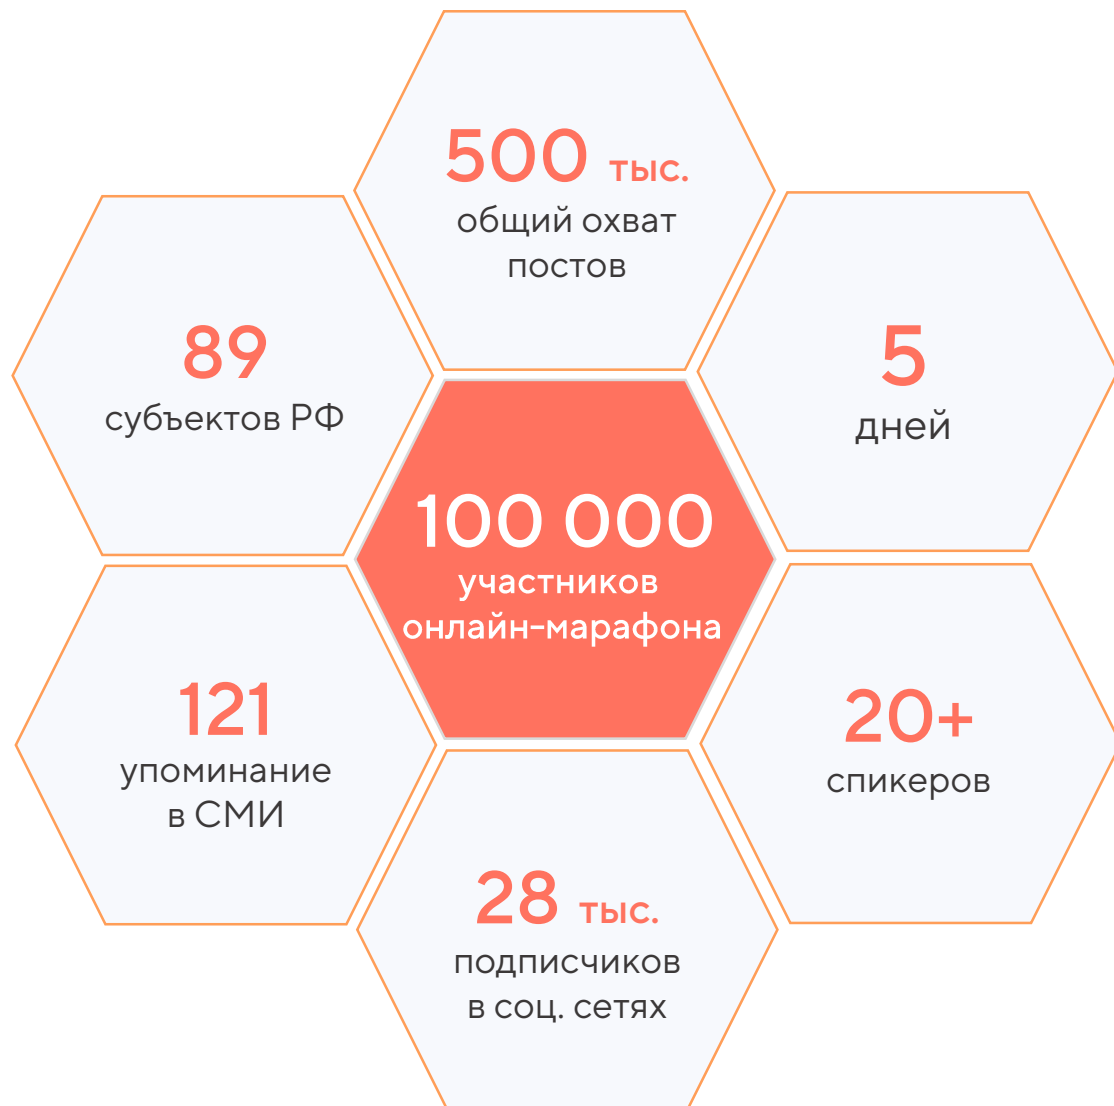 500 тыс.
общий охват
постов
89
субъектов РФ
5
дней
100 000
участников
онлайн-марафона
121
упоминание
в СМИ
20+
спикеров
28 тыс.
подписчиков
в соц. сетях